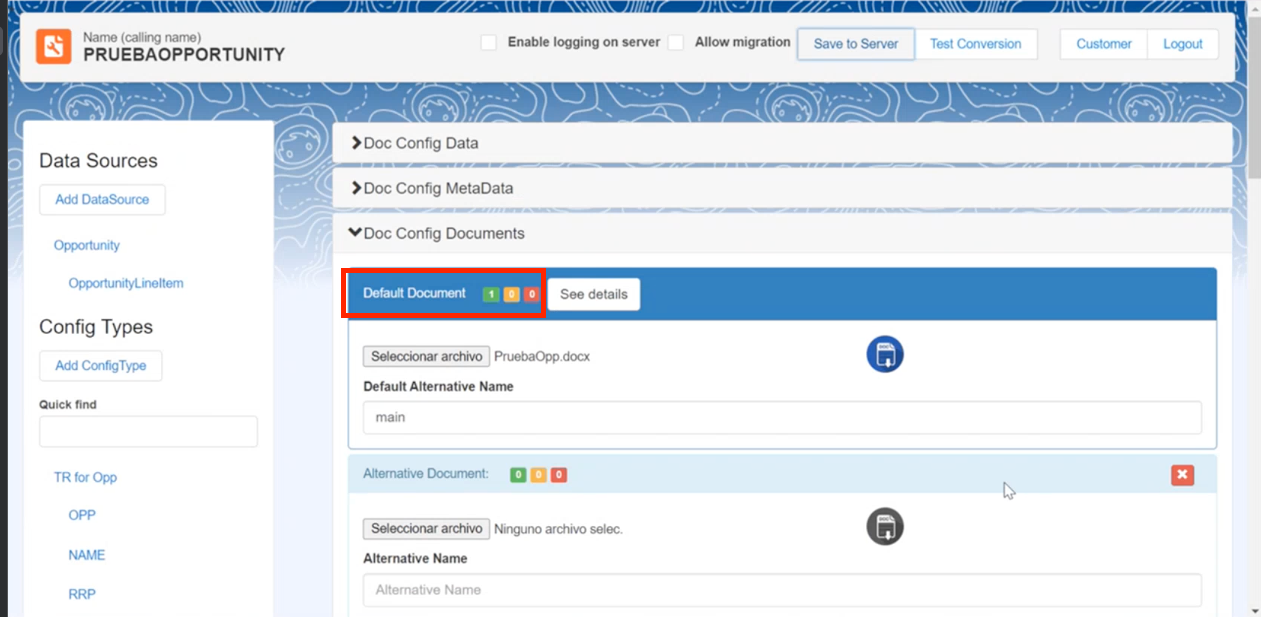 Name (calling name)
PRUEBAOPPORTUNITY
Enable logging on server
Allow migration
Save to Server
Test Conversion
Customer
Logout
Data Sources
Add DataSource
Opportunity
OpportunityLineItem
Config Types
Add ConfigType
Quick find
TR for Opp
OPP
NAME
RRP
Doc Config Data
Doc Config MetaData
Doc Config Documents
Default Document 1 0 0 See details
Seleccionar archivo PruebaOpp.docx
Default Alternative Name
main
Alternative Document: 0 0 0
Seleccionar archivo Ninguno archivo selec.
Alternative Name
Alternative Name